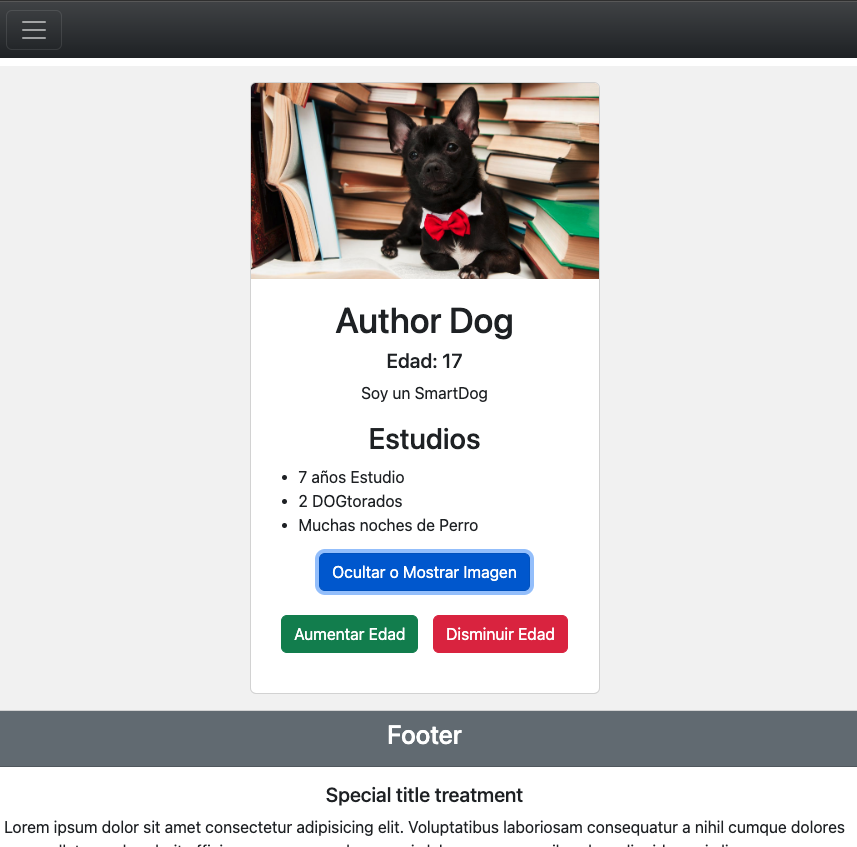 Author Dog
Edad: 17
Soy un SmartDog
Estudios
7 años Estudio
2 DOGtorados
Muchas noches de Perro
Ocultar o Mostrar Imagen
Aumentar Edad
Disminuir Edad
Footer
Special title treatment
Lorem ipsum dolor sit amet consectetur adipisicing elit. Voluptatibus laboriosam consequatur a nihil cumque dolores